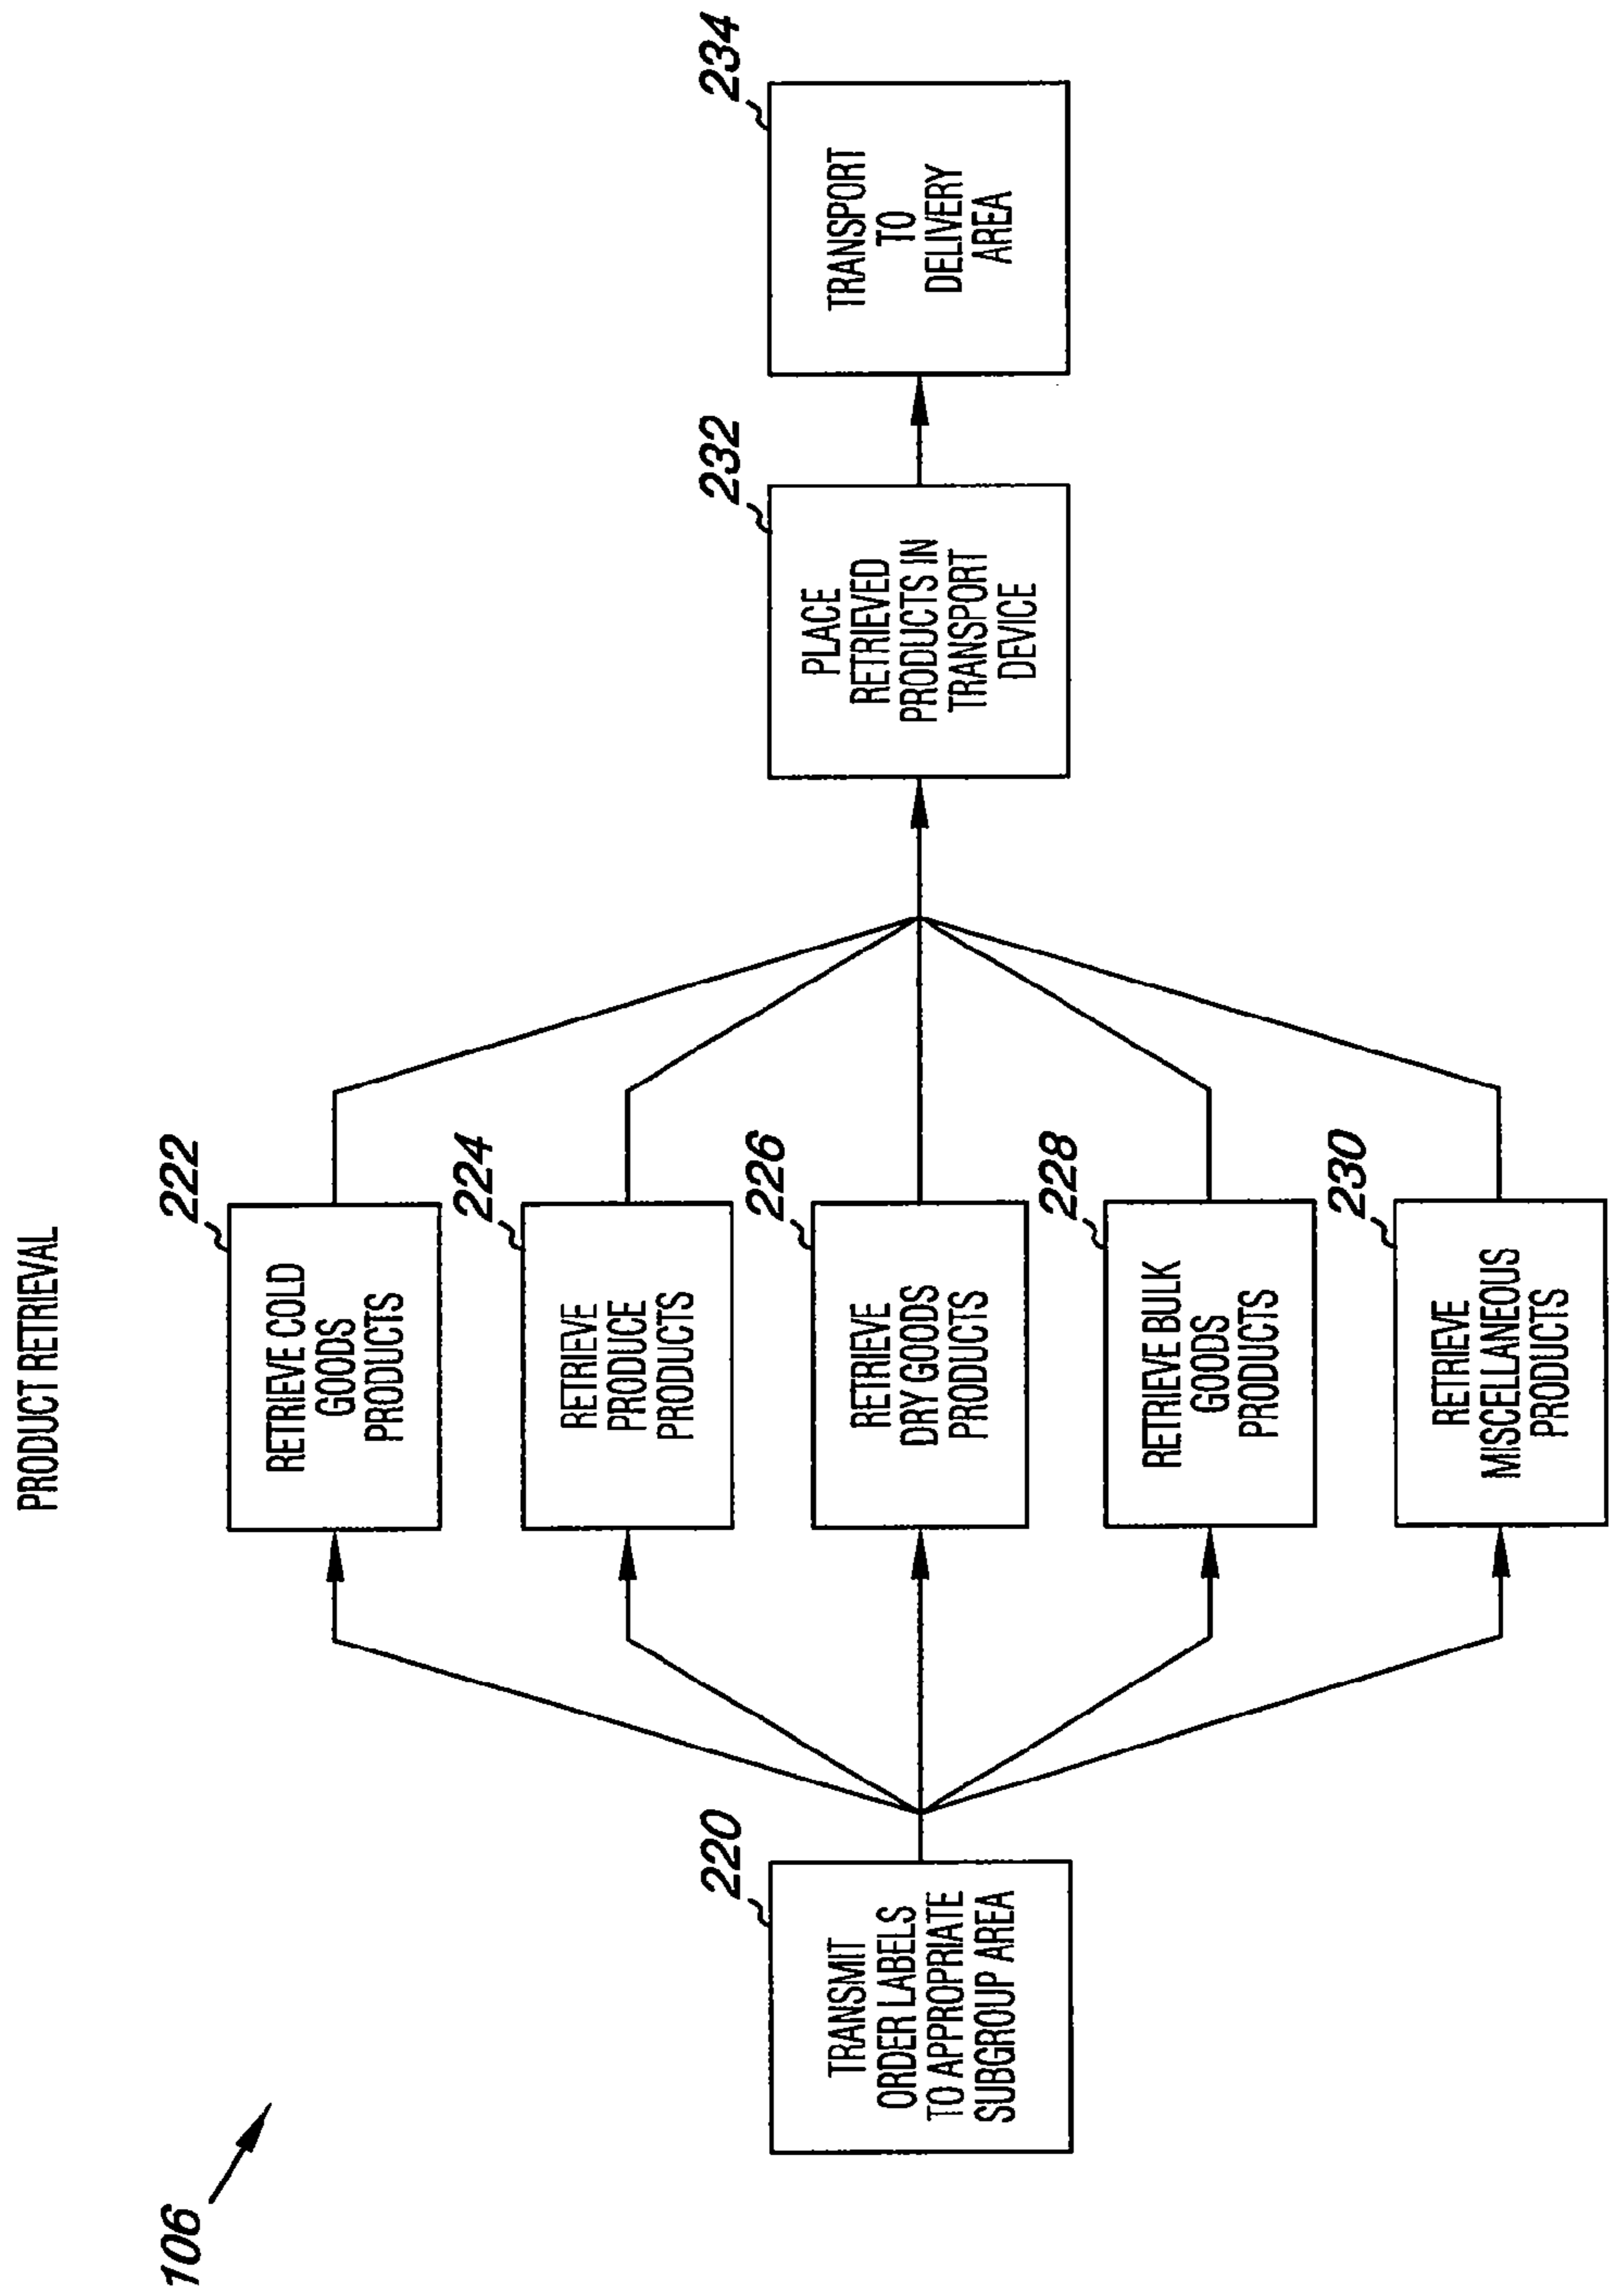 PRODUCT RETRIEVAL
106
220
TRANSMIT
ORDER LABELS
TO APPROPRIATE
SUBGROUP AREA
222
RETRIEVE COLD
GOODS
PRODUCTS
224
RETRIEVE
PRODUCE
PRODUCTS
226
RETRIEVE
DRY GOODS
PRODUCTS
228
RETRIEVE BULK
GOODS
PRODUCTS
230
RETRIEVE
MISCELLANEOUS
PRODUCTS
232
PLACE
RETRIEVED
PRODUCTS IN
TRANSPORT
DEVICE
234
TRANSPORT
TO
DELIVERY
AREA